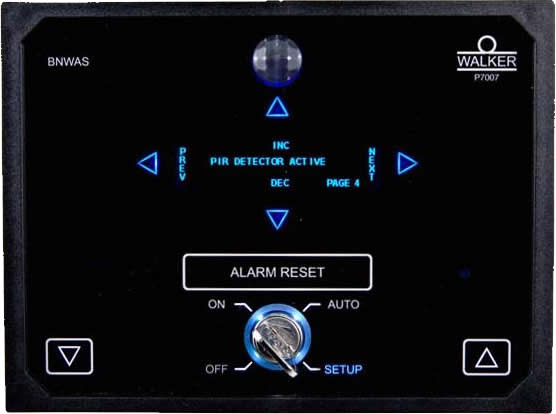 BNWAS
WALKER
P7007
INC
PREV
PIR DETECTOR ACTIVE
NEXT
DEC
PAGE 4
ALARM RESET
ON
AUTO
OFF
SETUP